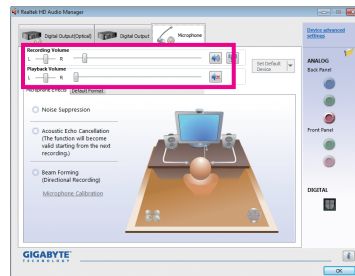 Realtek HD Audio Manager
Digital Output(Optical)
Digital Output
Microphone
Device advanced settings
Recording Volume
L
R
Playback Volume
L
R
Set Default Device
Microphone Effects
Default Format
Noise Suppression
Acoustic Echo Cancellation
(The function will become
valid starting from the next
recording.)
Beam Forming
(Directional Recording)
Microphone Calibration
ANALOG
Back Panel
Front Panel
DIGITAL
GIGABYTE
TECHNOLOGY
OK